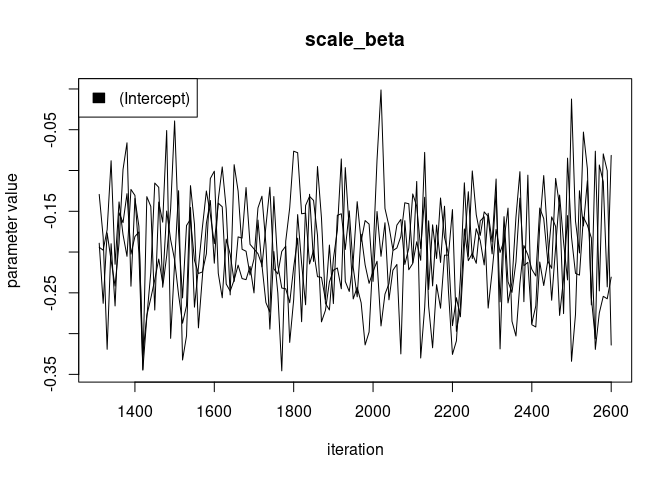 scale_beta
(Intercept)
parameter value
-0.05
-0.15
-0.25
-0.35
1400 1600 1800 2000 2200 2400 2600
iteration